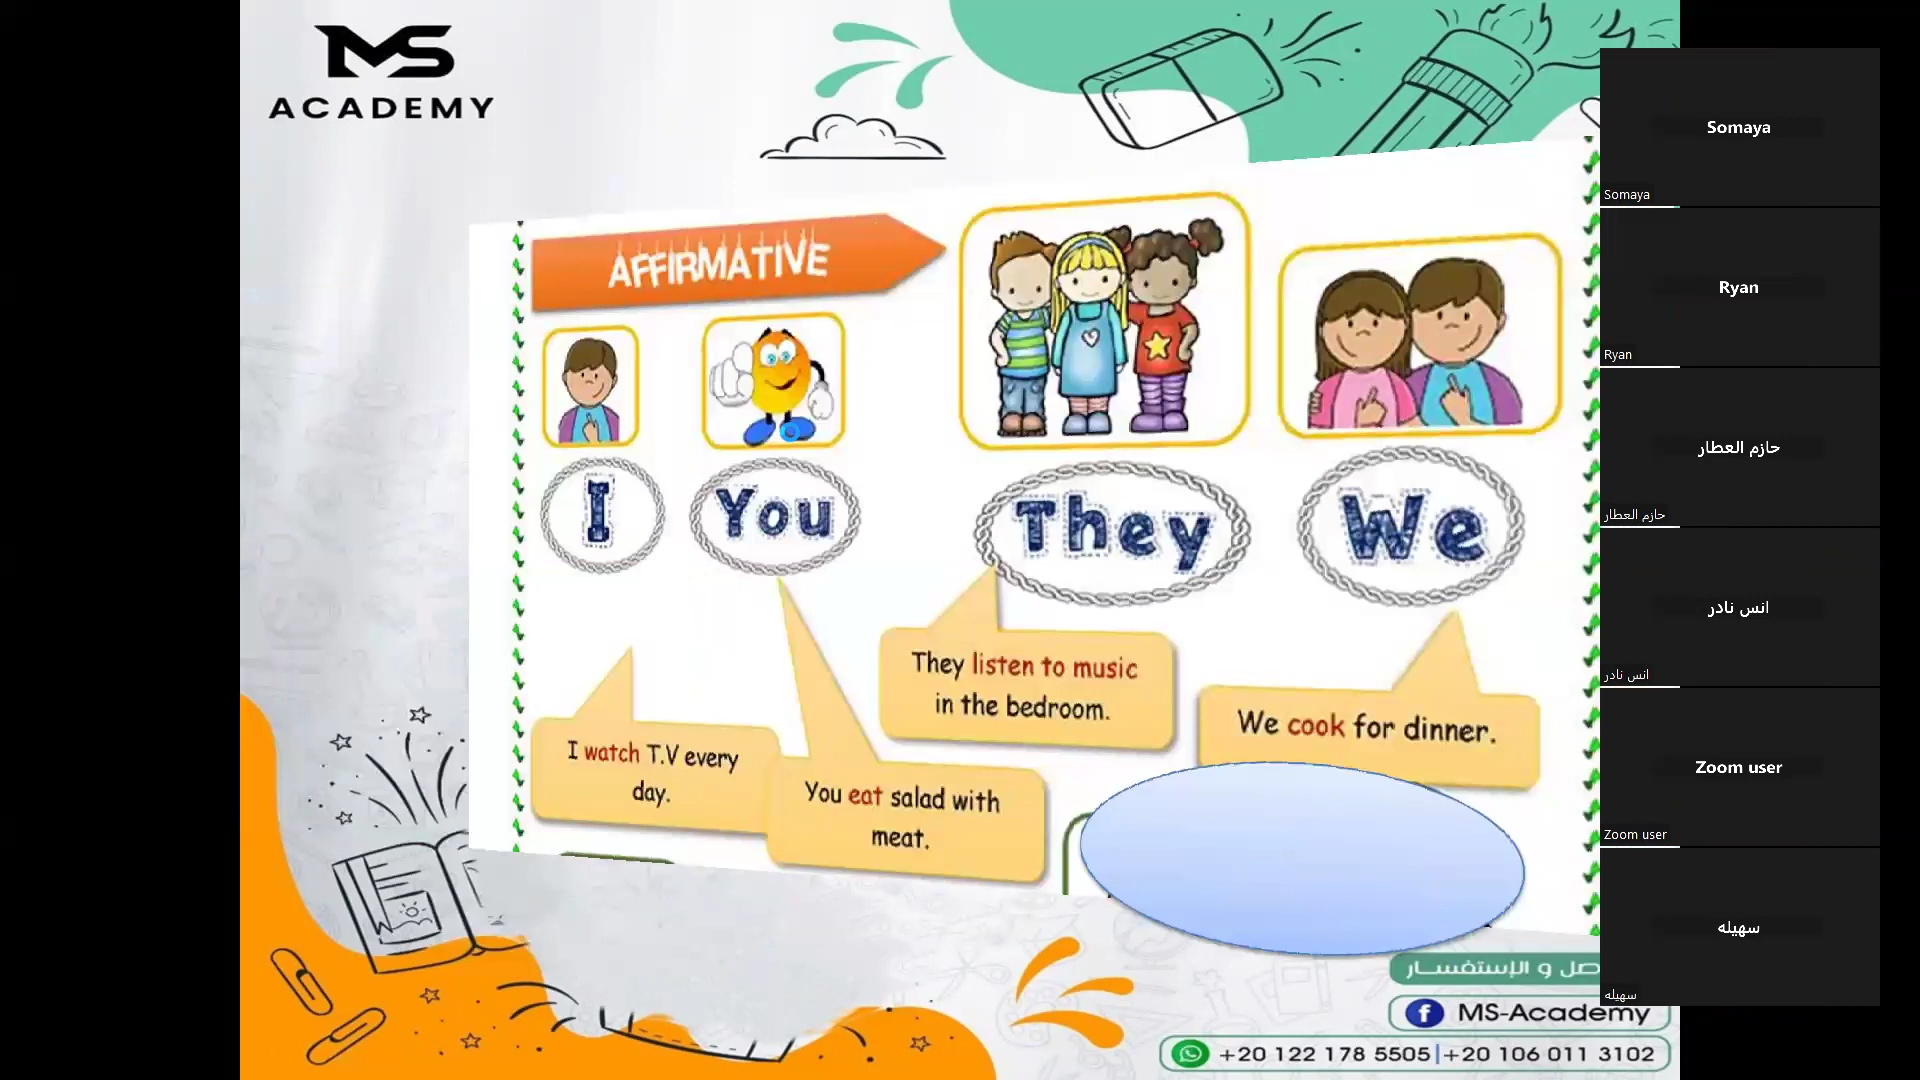 MS
ACADEMY
AFFIRMATIVE
I
You
They
We
I watch T.V every
day.
You eat salad with
meat.
They listen to music
in the bedroom.
We cook for dinner.
و الإستفسار
MS-Academy
+20 122 178 5505 | +20 106 011 3102
Somaya
Somaya
Ryan
Ryan
حازم العطار
حازم العطار
انس نادر
انس نادر
Zoom user
Zoom user
سهيله
سهيله